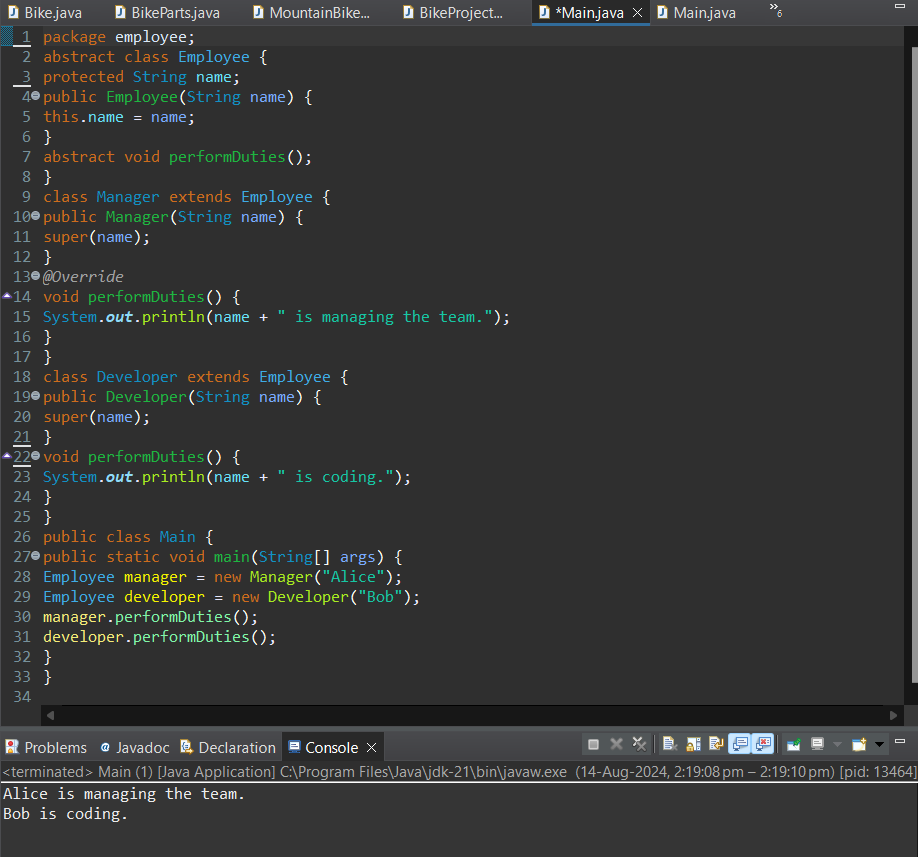 Bike.java BikeParts.java MountainBike... BikeProject... *Main.java Main.java »6
1 package employee;
2 abstract class Employee {
3 protected String name;
4 public Employee(String name) {
5 this.name = name;
6 }
7 abstract void performDuties();
8 }
9 class Manager extends Employee {
10 public Manager(String name) {
11 super(name);
12 }
13 @Override
14 void performDuties() {
15 System.out.println(name + " is managing the team.");
16 }
17 }
18 class Developer extends Employee {
19 public Developer(String name) {
20 super(name);
21 }
22 void performDuties() {
23 System.out.println(name + " is coding.");
24 }
25 }
26 public class Main {
27 public static void main(String[] args) {
28 Employee manager = new Manager("Alice");
29 Employee developer = new Developer("Bob");
30 manager.performDuties();
31 developer.performDuties();
32 }
33 }
34
Problems @ Javadoc Declaration Console
<terminated> Main (1) [Java Application] C:\Program Files\Java\jdk-21\bin\javaw.exe (14-Aug-2024, 2:19:08 pm – 2:19:10 pm) [pid: 13464]
Alice is managing the team.
Bob is coding.